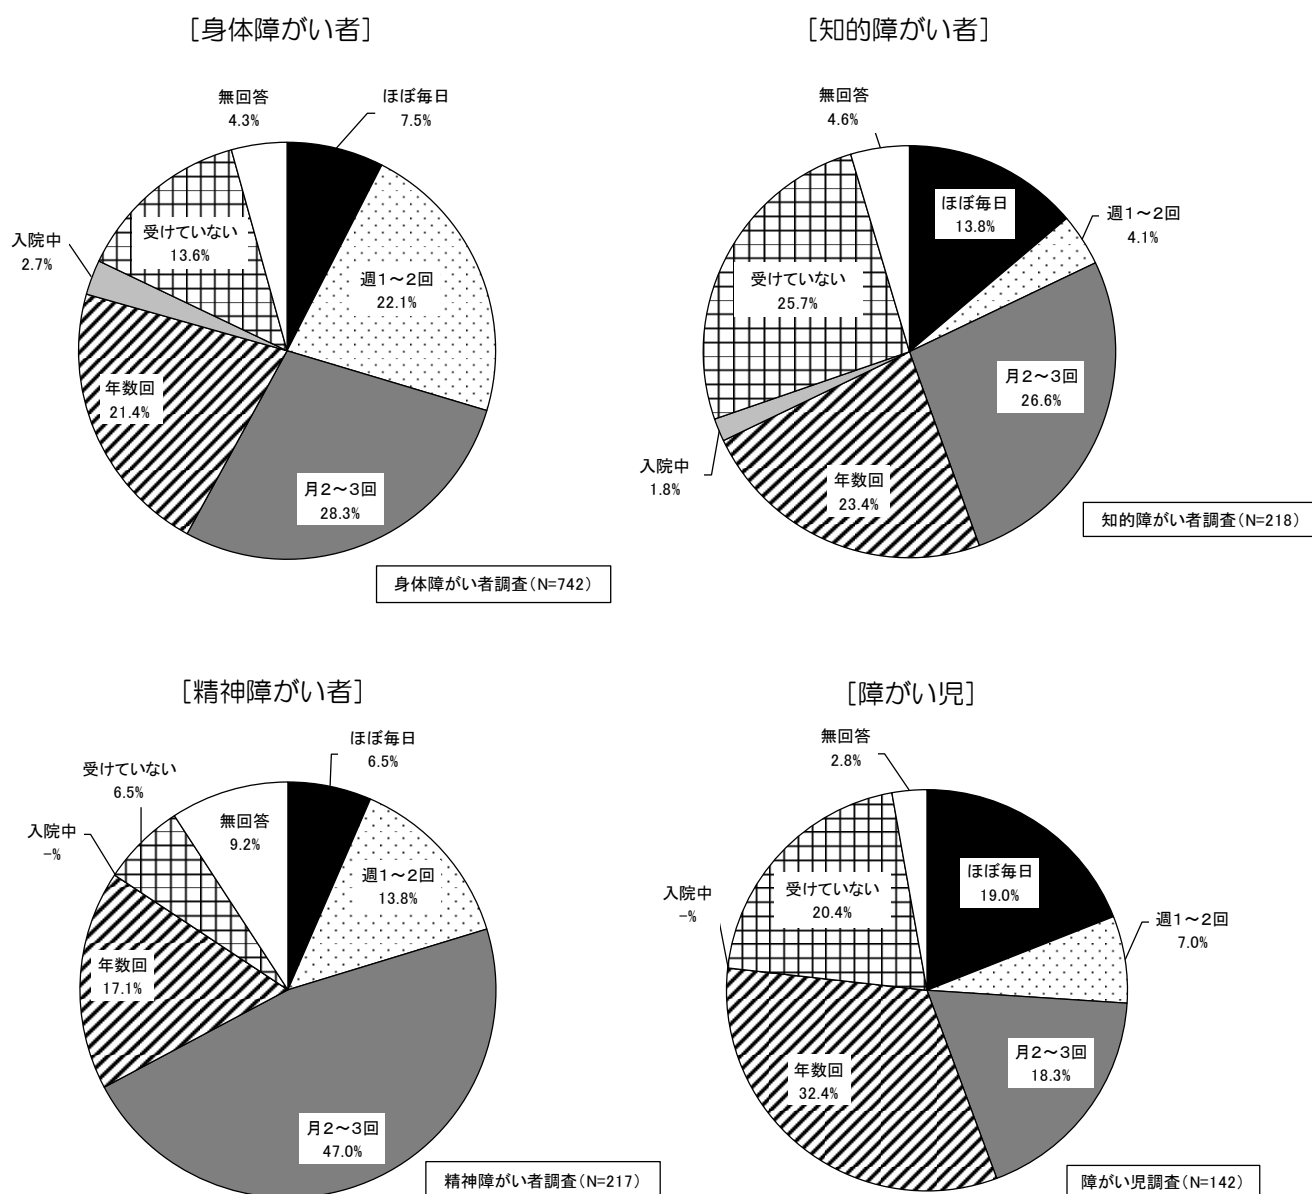 [身体障がい者]
無回答
4.3%
ほぼ毎日
7.5%
週1~2回
22.1%
月2~3回
28.3%
年数回
21.4%
入院中
2.7%
受けていない
13.6%
身体障がい者調査(N=742)
[知的障がい者]
無回答
4.6%
ほぼ毎日
13.8%
週1~2回
4.1%
月2~3回
26.6%
年数回
23.4%
入院中
1.8%
受けていない
25.7%
知的障がい者調査(N=218)
[精神障がい者]
ほぼ毎日
6.5%
週1~2回
13.8%
月2~3回
47.0%
年数回
17.1%
入院中
-%
受けていない
6.5%
無回答
9.2%
精神障がい者調査(N=217)
[障がい児]
無回答
2.8%
ほぼ毎日
19.0%
週1~2回
7.0%
月2~3回
18.3%
年数回
32.4%
入院中
-%
受けていない
20.4%
障がい児調査(N=142)